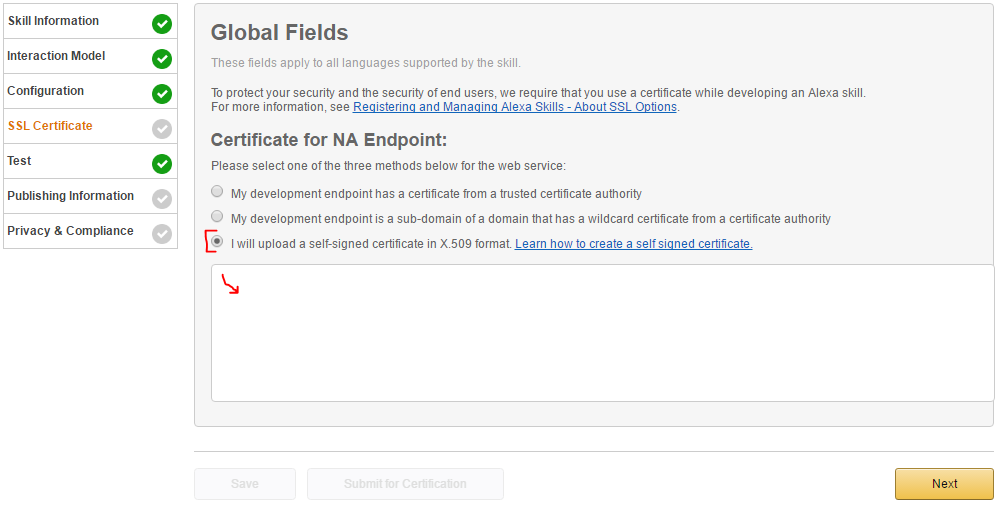 Skill Information
Interaction Model
Configuration
SSL Certificate
Test
Publishing Information
Privacy & Compliance
Global Fields
These fields apply to all languages supported by the skill.
To protect your security and the security of end users, we require that you use a certificate while developing an Alexa skill.
For more information, see Registering and Managing Alexa Skills - About SSL Options.
Certificate for NA Endpoint:
Please select one of the three methods below for the web service:
My development endpoint has a certificate from a trusted certificate authority
My development endpoint is a sub-domain of a domain that has a wildcard certificate from a certificate authority
I will upload a self-signed certificate in X.509 format. Learn how to create a self signed certificate.
Save
Submit for Certification
Next